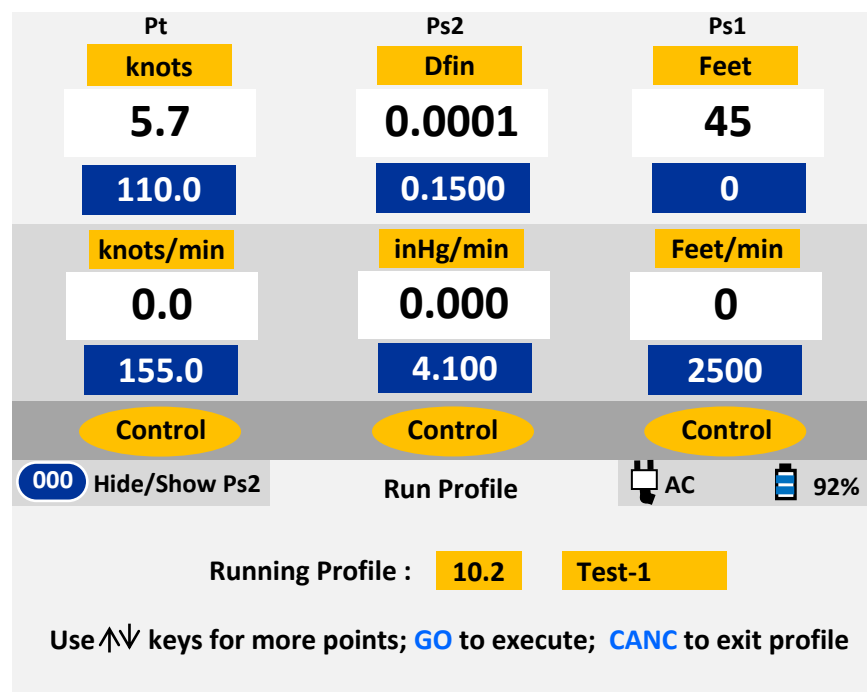 Pt Ps2 Ps1
knots Dfin Feet
5.7 0.0001 45
110.0 0.1500 0
knots/min inHg/min Feet/min
0.0 0.000 0
155.0 4.100 2500
Control Control Control
000 Hide/Show Ps2 Run Profile AC 92%
Running Profile : 10.2 Test-1
Use keys for more points; GO to execute; CANC to exit profile